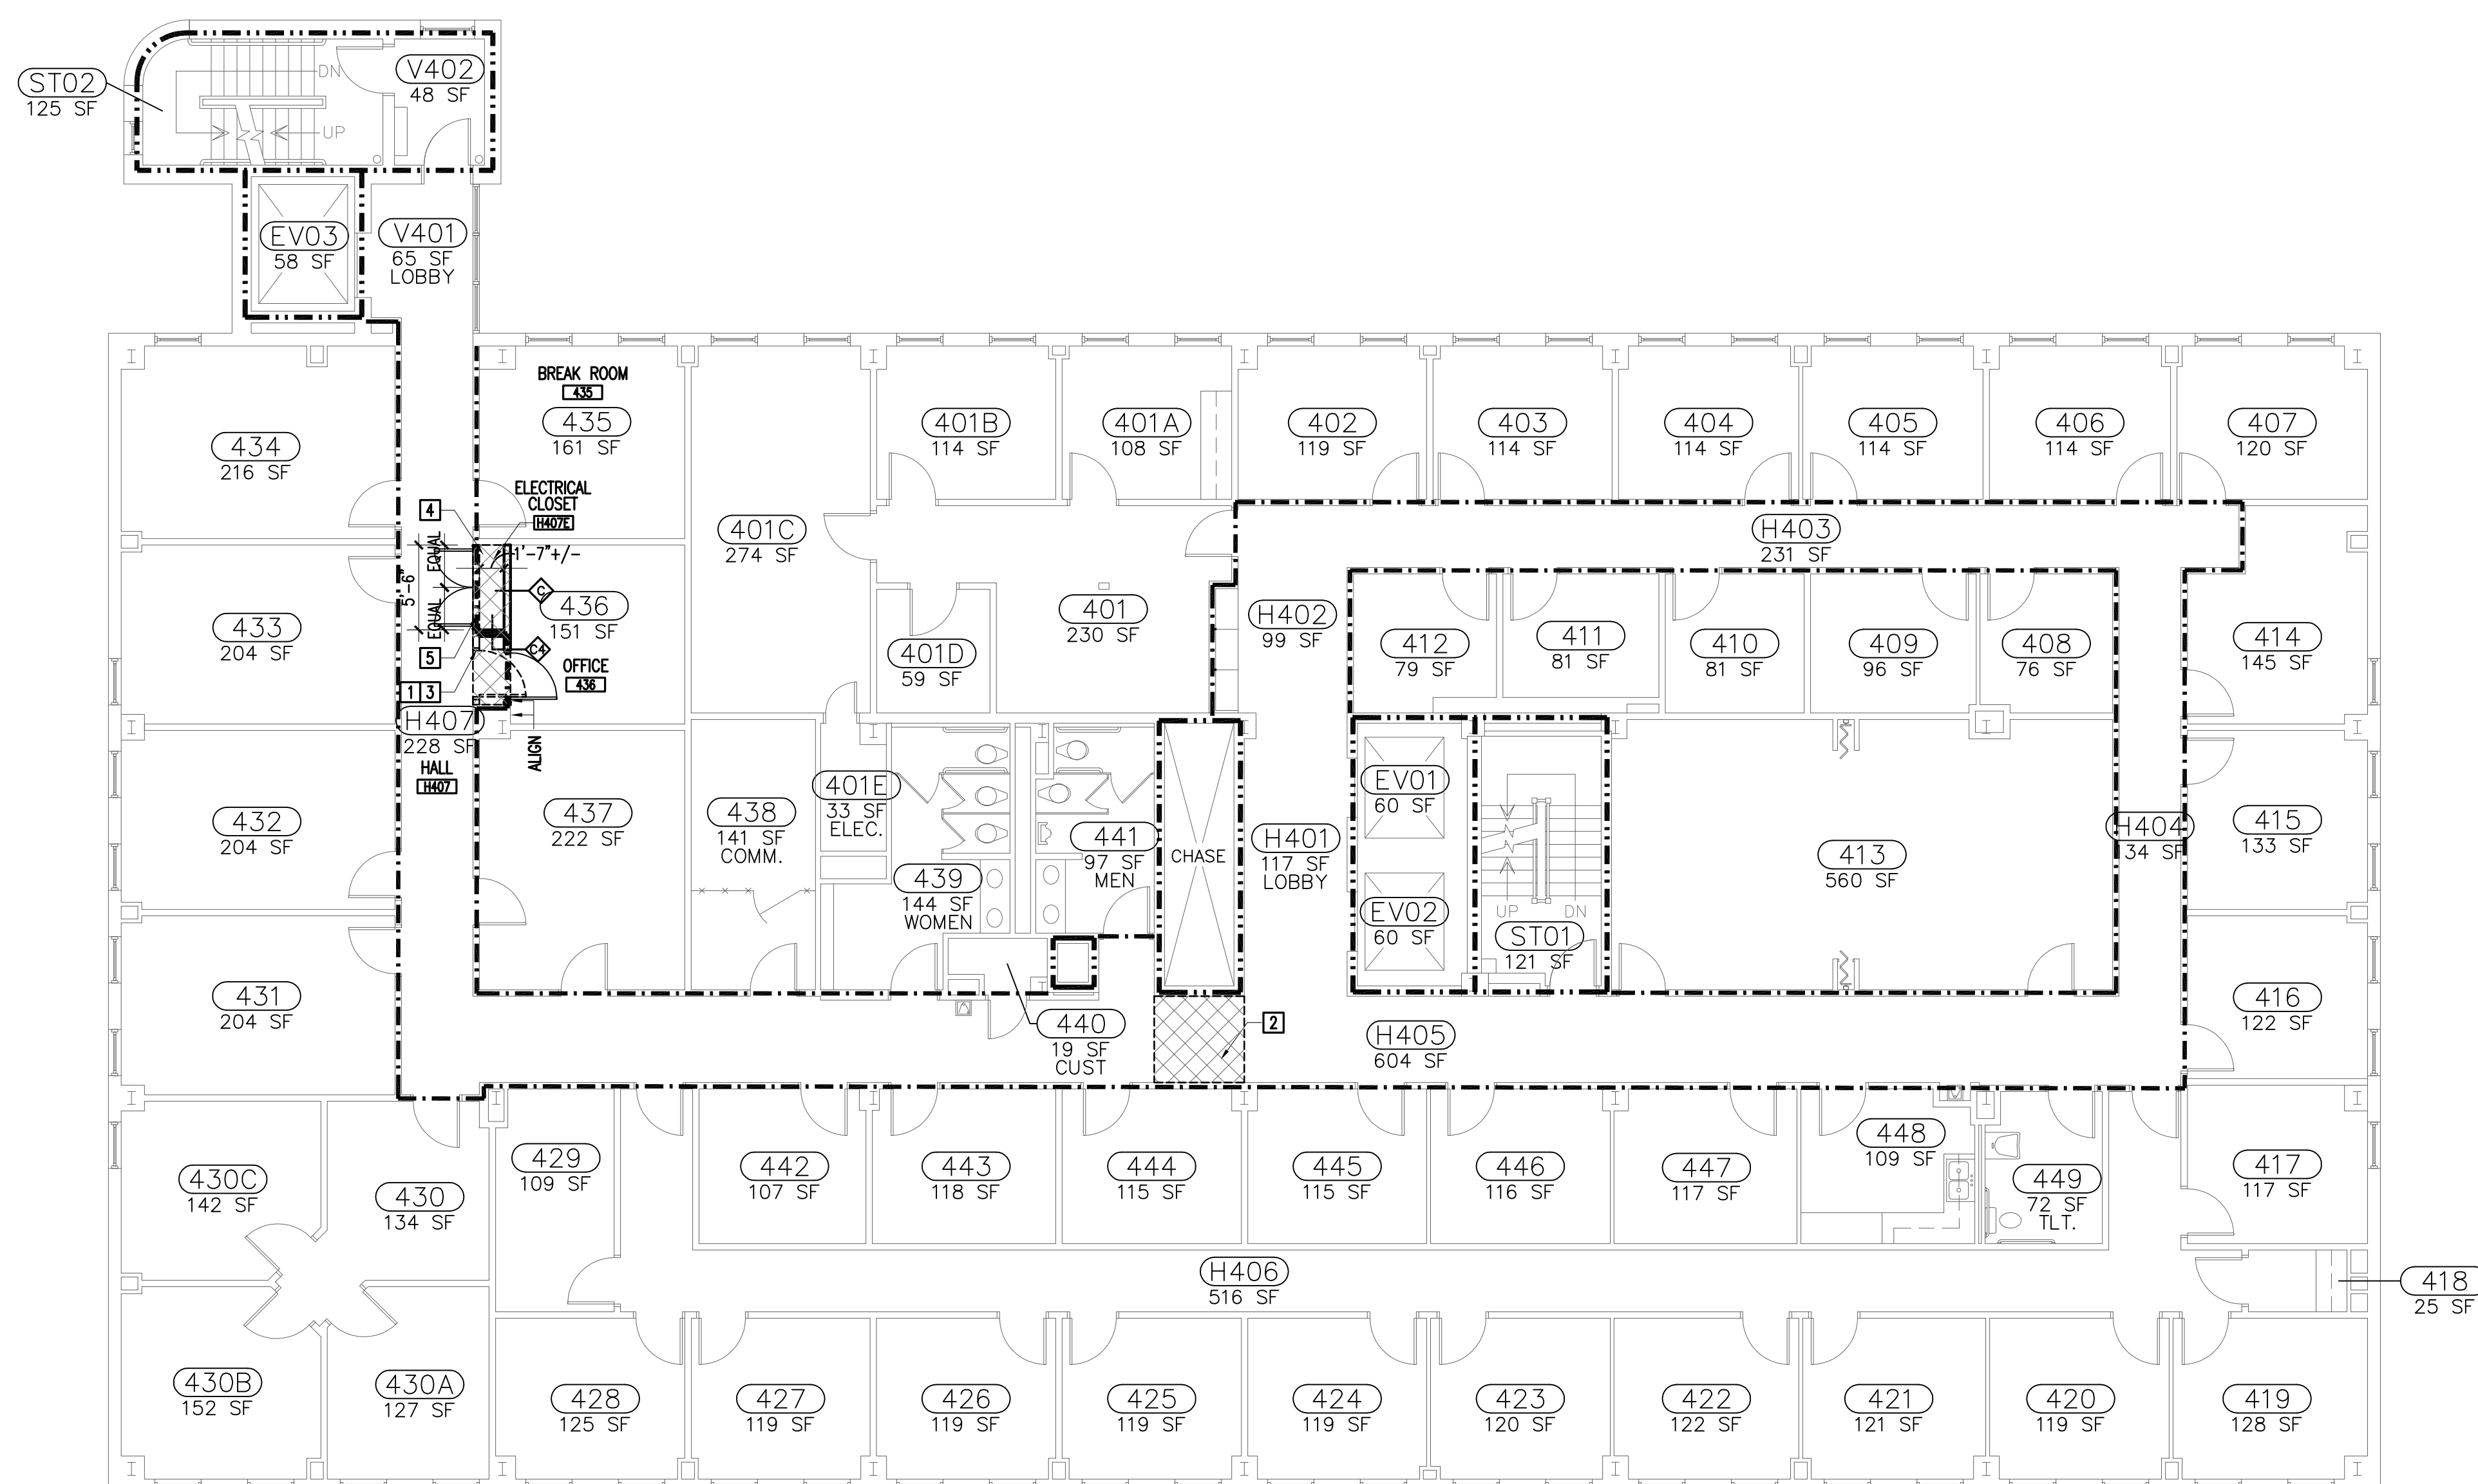 ST02
125 SF
DN
UP
V402
48 SF
EV03
58 SF
V401
65 SF
LOBBY
BREAK ROOM
435
435
161 SF
434
216 SF
401C
274 SF
401B
114 SF
401A
108 SF
402
119 SF
403
114 SF
404
114 SF
405
114 SF
406
114 SF
407
120 SF
ELECTRICAL
CLOSET
H407E
4
1'-7"+/-
EQUAL
5'-6"
EQUAL
C
436
151 SF
C4
5
OFFICE
436
1 3
433
204 SF
H407
228 SF
HALL
H407
ALIGN
401D
59 SF
401
230 SF
H402
99 SF
H403
231 SF
412
79 SF
411
81 SF
410
81 SF
409
96 SF
408
76 SF
414
145 SF
432
204 SF
437
222 SF
438
141 SF
COMM.
401E
33 SF
ELEC.
439
144 SF
WOMEN
441
97 SF
MEN
CHASE
H401
117 SF
LOBBY
EV01
60 SF
EV02
60 SF
UP
DN
ST01
121 SF
413
560 SF
H404
134 SF
415
133 SF
431
204 SF
440
19 SF
CUST
2
H405
604 SF
416
122 SF
430C
142 SF
430
134 SF
429
109 SF
442
107 SF
443
118 SF
444
115 SF
445
115 SF
446
116 SF
447
117 SF
448
109 SF
449
72 SF
TLT.
417
117 SF
H406
516 SF
418
25 SF
430B
152 SF
430A
127 SF
428
125 SF
427
119 SF
426
119 SF
425
119 SF
424
119 SF
423
120 SF
422
122 SF
421
121 SF
420
119 SF
419
128 SF